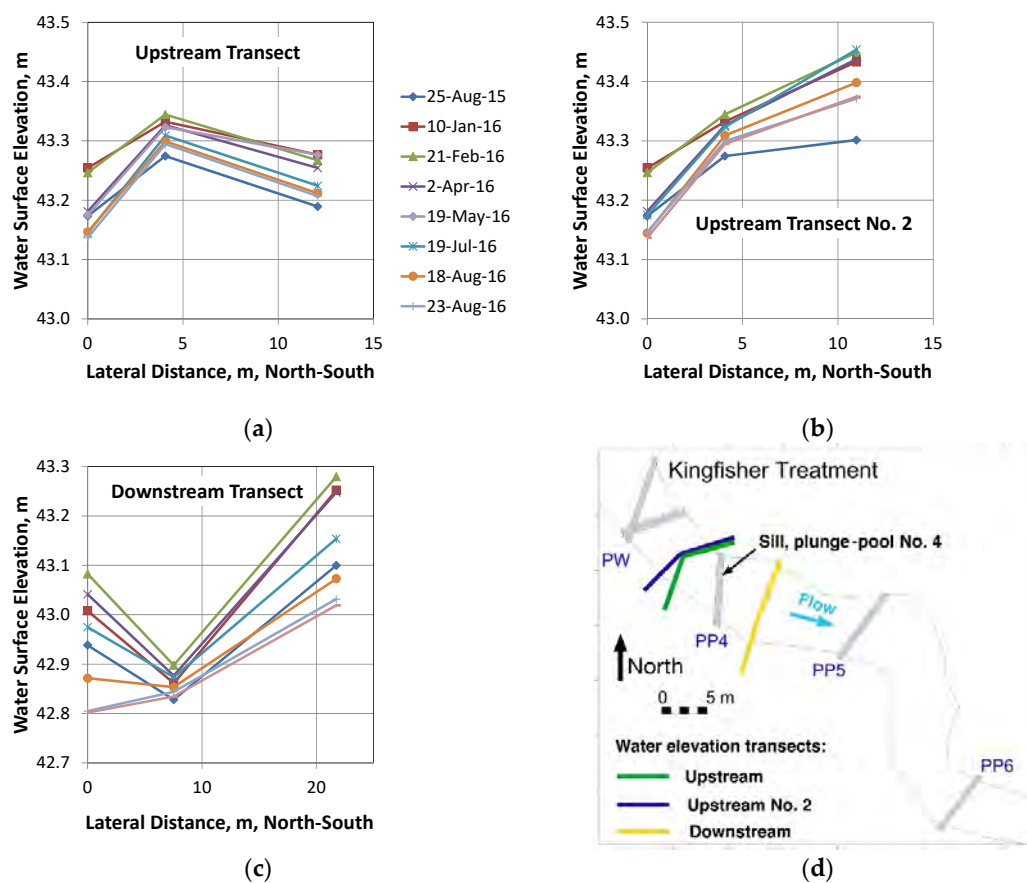 Upstream Transect
Water Surface Elevation, m
43.5
43.4
43.3
43.2
43.1
43.0
0
5
10
15
Lateral Distance, m, North-South
25-Aug-15
10-Jan-16
21-Feb-16
2-Apr-16
19-May-16
19-Jul-16
18-Aug-16
23-Aug-16
(a)
Upstream Transect No. 2
Water Surface Elevation, m
43.5
43.4
43.3
43.2
43.1
43.0
0
5
10
15
Lateral Distance, m, North-South
(b)
Downstream Transect
Water Surface Elevation, m
43.3
43.2
43.1
43.0
42.9
42.8
42.7
0
10
20
Lateral Distance, m, North-South
(c)
Kingfisher Treatment
Sill, plunge-pool No. 4
PW
Flow
PP4
PP5
North
0 5 m
Water elevation transects:
Upstream
Upstream No. 2
Downstream
PP6
(d)